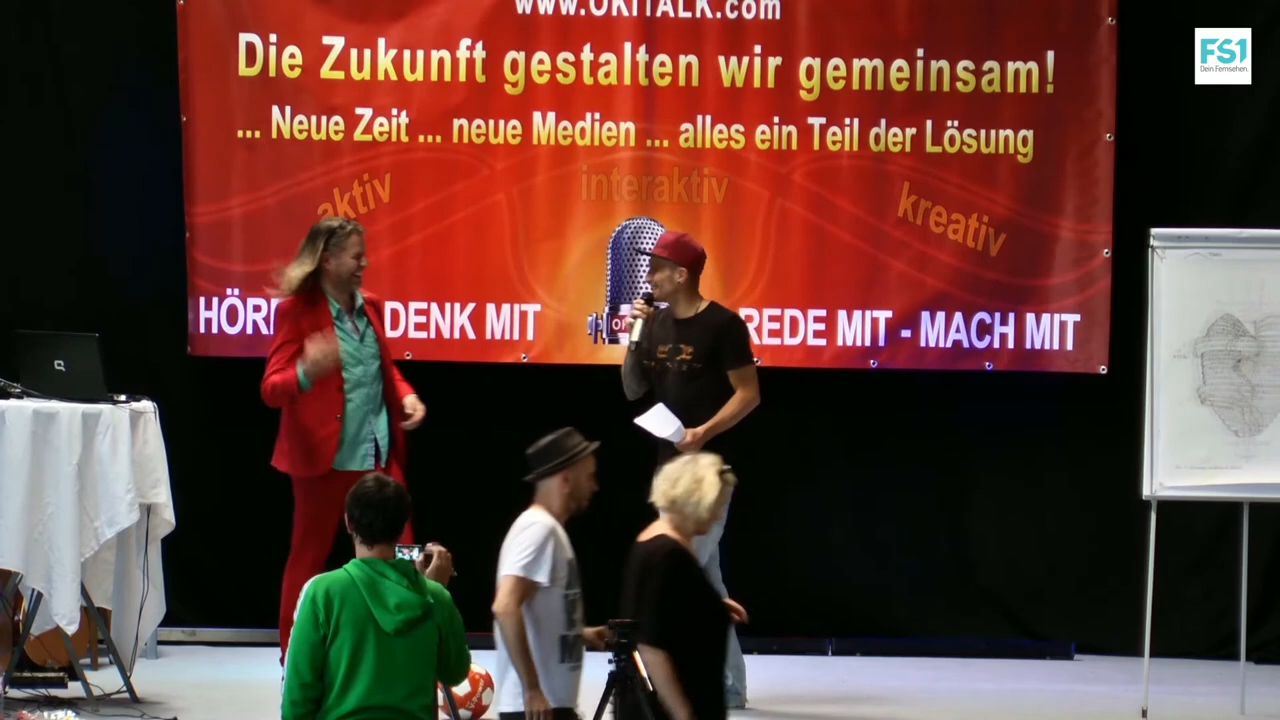 www.OKITALK.com
FS1
Dein Fernsehen.
Die Zukunft gestalten wir gemeinsam!
... Neue Zeit ... neue Medien ... alles ein Teil der Lösung
aktiv interaktiv kreativ
DENK MIT REDE MIT - MACH MIT